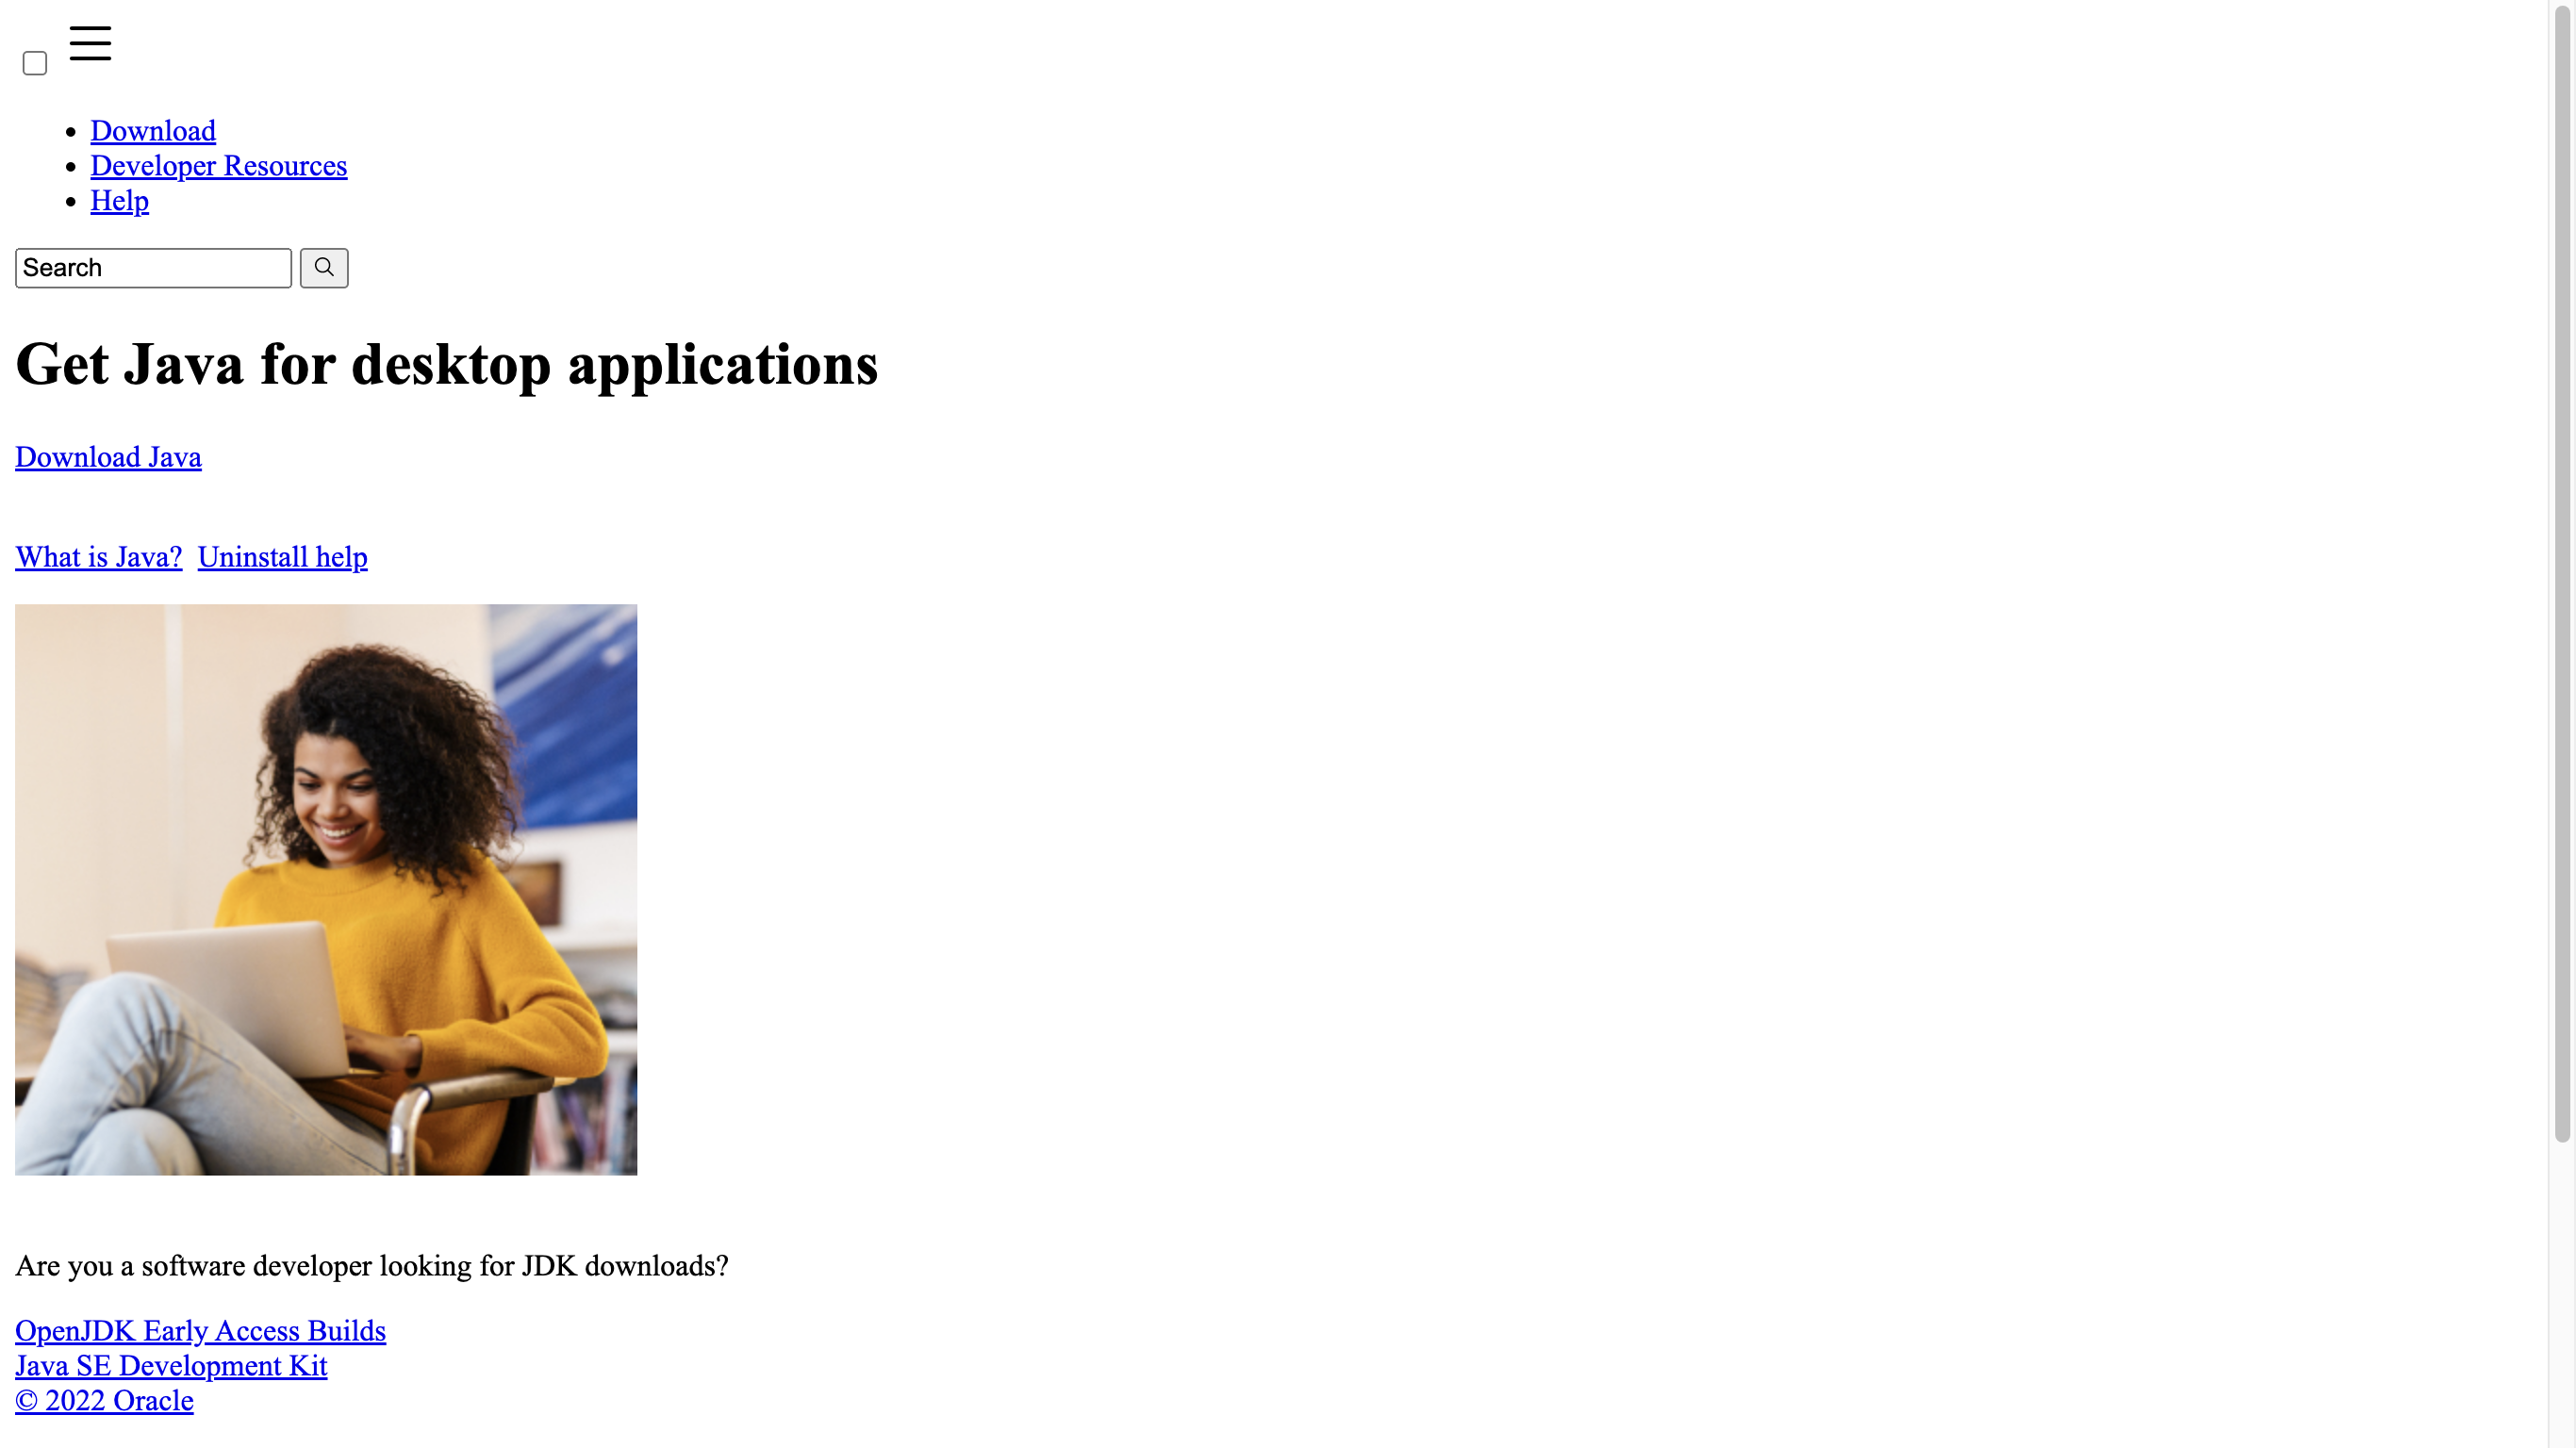 Download
Developer Resources
Help
Search
Get Java for desktop applications
Download Java
What is Java? Uninstall help
Are you a software developer looking for JDK downloads?
OpenJDK Early Access Builds
Java SE Development Kit
© 2022 Oracle